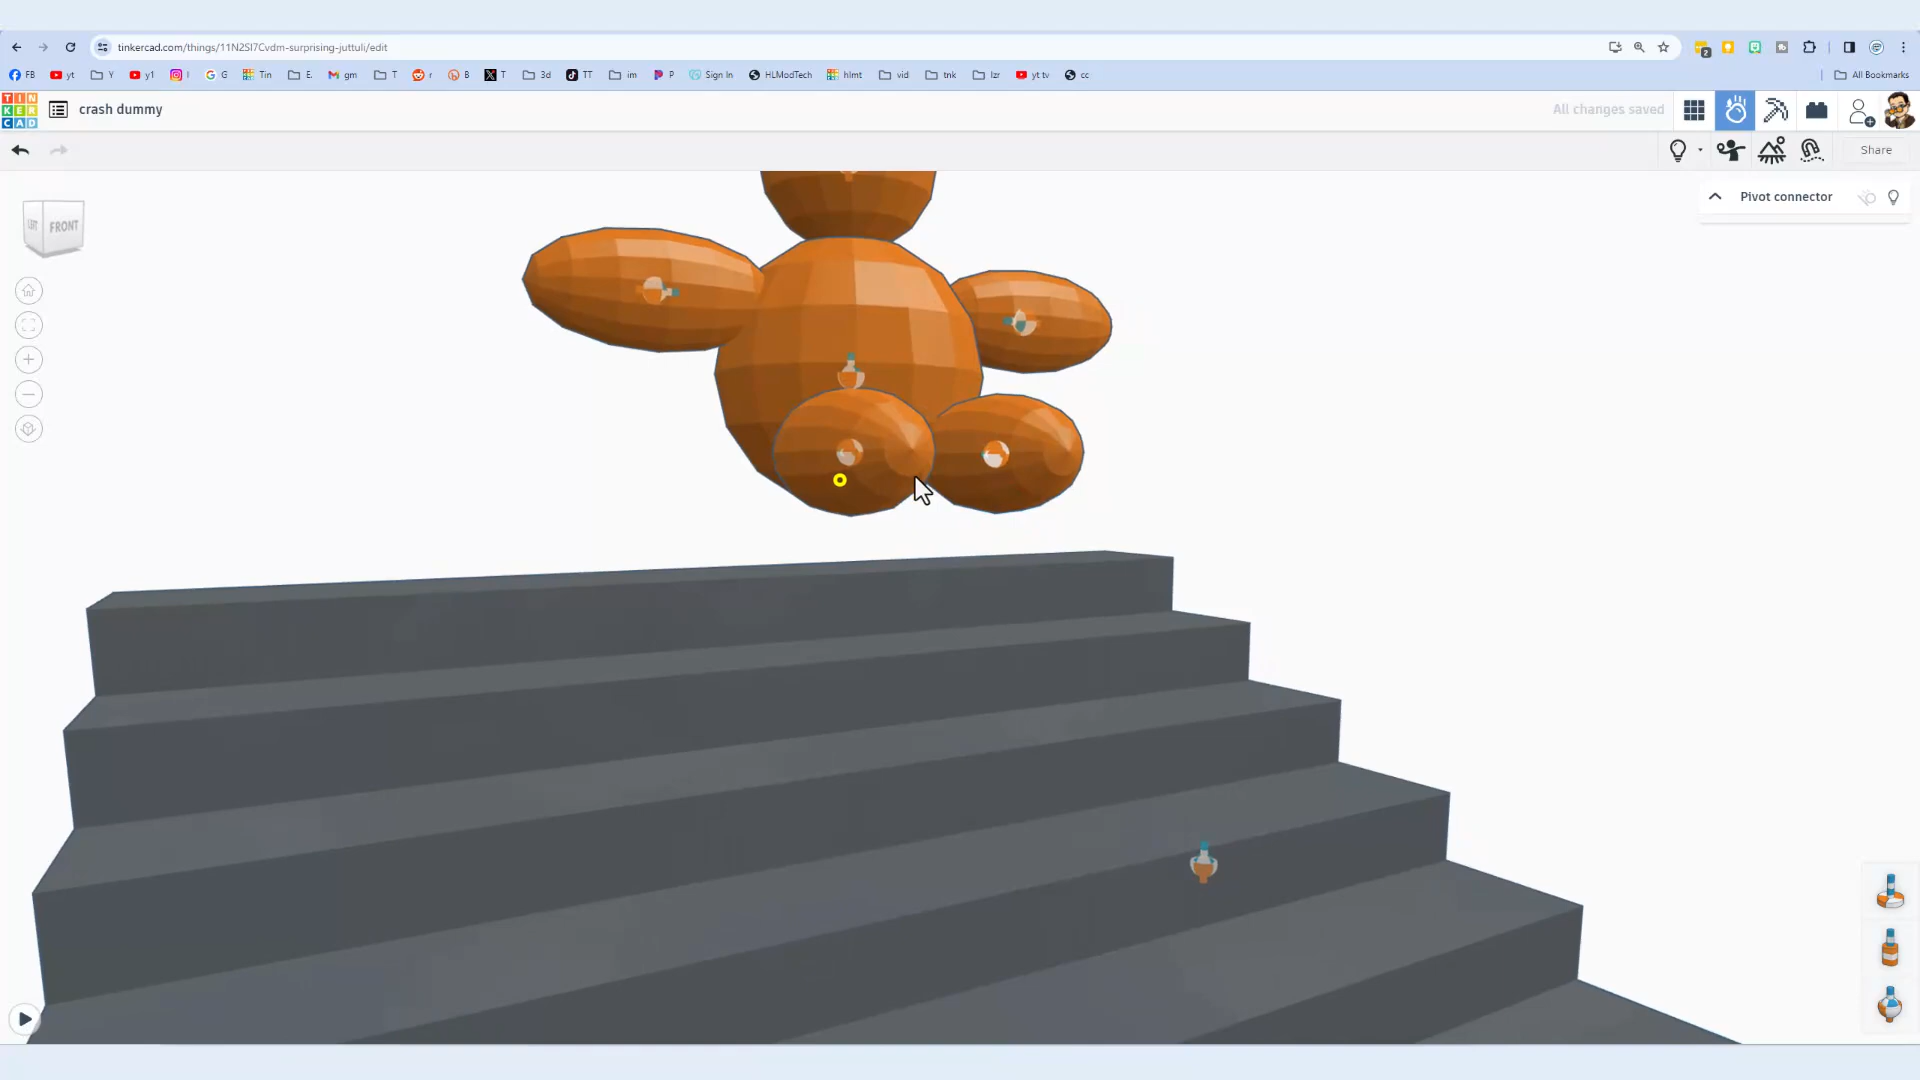 tinkercad.com/things/11N2SI7Cvdm-surprising-juttuli/edit
FB yt Y y1 I G Tin E. gm T r B T 3d TT im P Sign In HLModTech hlmt vid tnk lzr yt tv cc All Bookmarks
TIN
KER
CAD
crash dummy
All changes saved
Share
Pivot connector
LEFT FRONT